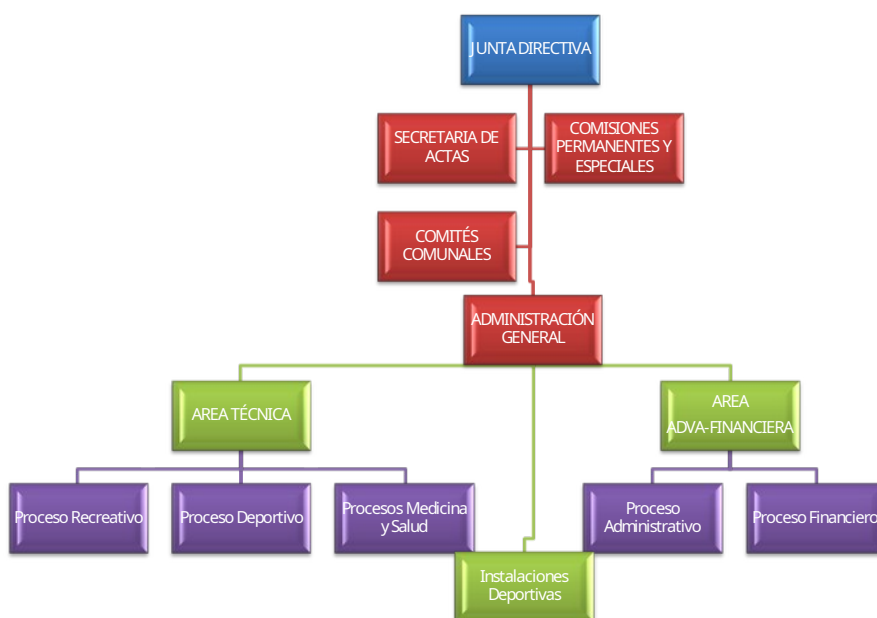 JUNTA DIRECTIVA
SECRETARIA DE
ACTAS
COMISIONES
PERMANENTES Y
ESPECIALES
COMITÉS
COMUNALES
ADMINISTRACIÓN
GENERAL
AREA TÉCNICA
AREA
ADVA-FINANCIERA
Proceso Recreativo
Proceso Deportivo
Procesos Medicina
y Salud
Proceso
Administrativo
Proceso Financiero
Instalaciones
Deportivas